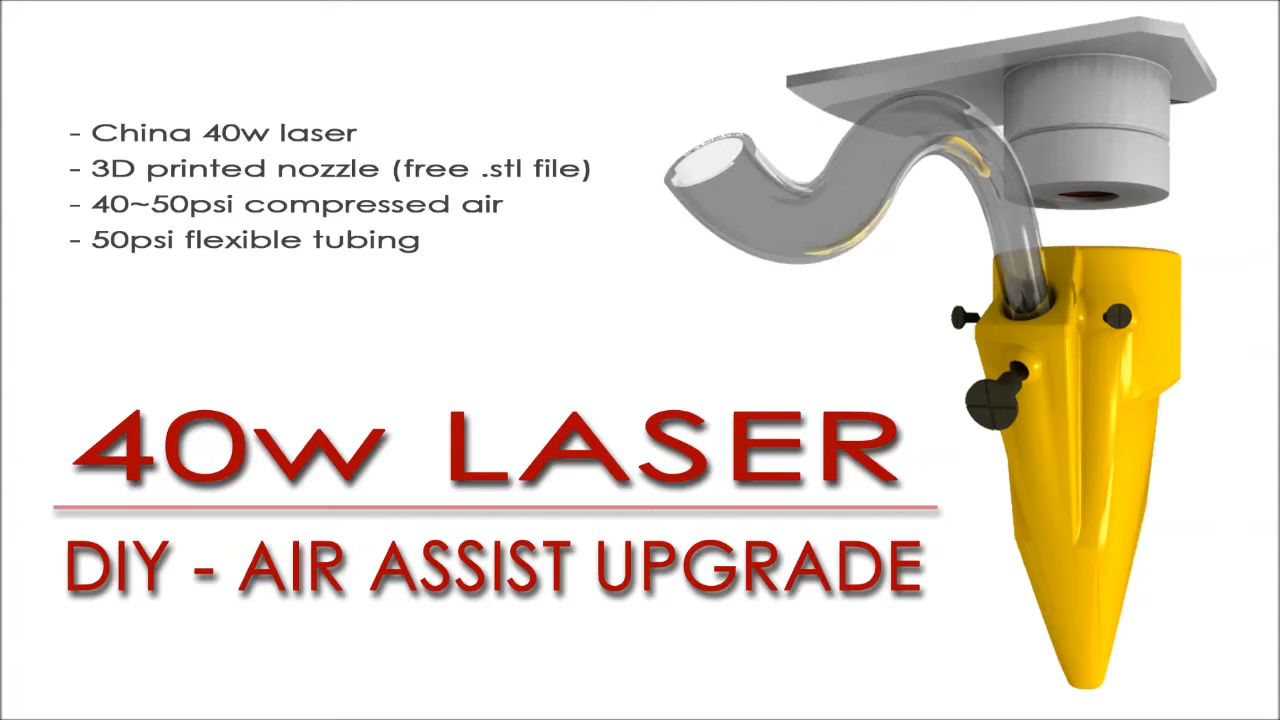 - China 40w laser
- 3D printed nozzle (free .stl file)
- 40~50psi compressed air
- 50psi flexible tubing
40w LASER
DIY - AIR ASSIST UPGRADE